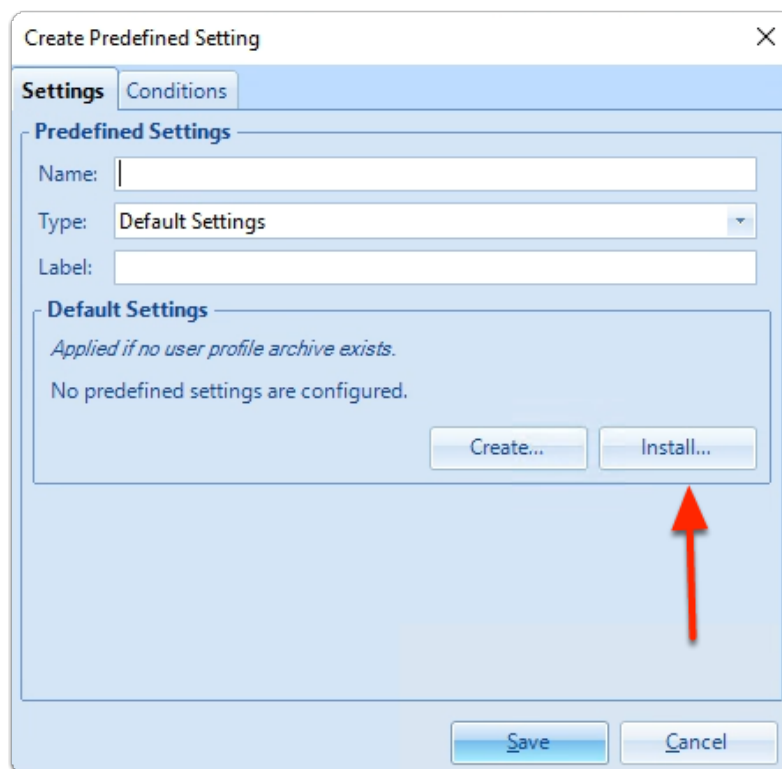 Create Predefined Setting
Settings Conditions
Predefined Settings
Name:
Type: Default Settings
Label:
Default Settings
Applied if no user profile archive exists.
No predefined settings are configured.
Create... Install...
Save Cancel